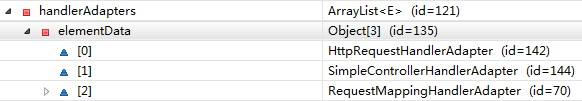 handlerAdapters ArrayList<E> (id=121)
elementData Object[3] (id=135)
[0] HttpRequestHandlerAdapter (id=142)
[1] SimpleControllerHandlerAdapter (id=144)
[2] RequestMappingHandlerAdapter (id=70)